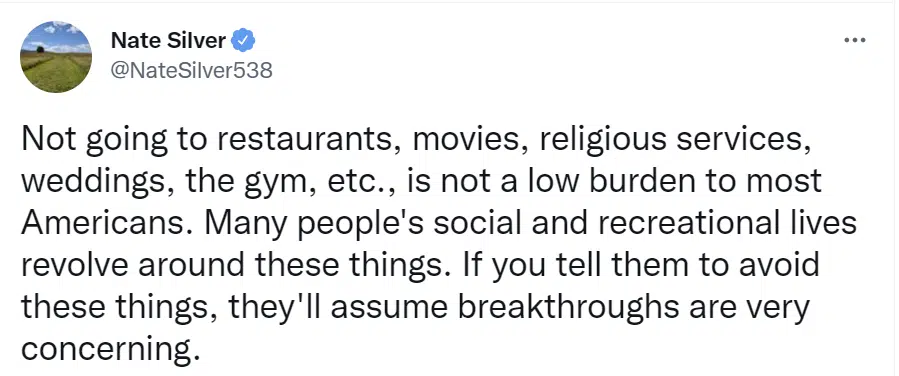 Nate Silver
@NateSilver538
Not going to restaurants, movies, religious services,
weddings, the gym, etc., is not a low burden to most
Americans. Many people's social and recreational lives
revolve around these things. If you tell them to avoid
these things, they'll assume breakthroughs are very
concerning.